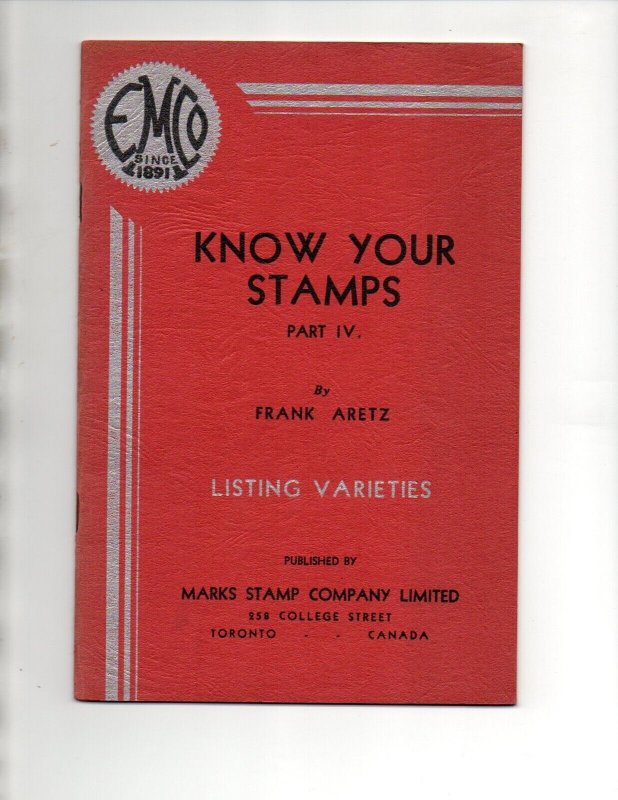 EMCO
SINCE
1891
KNOW YOUR
STAMPS
PART IV.
By
FRANK ARETZ
LISTING VARIETIES
PUBLISHED BY
MARKS STAMP COMPANY LIMITED
258 COLLEGE STREET
TORONTO - - CANADA